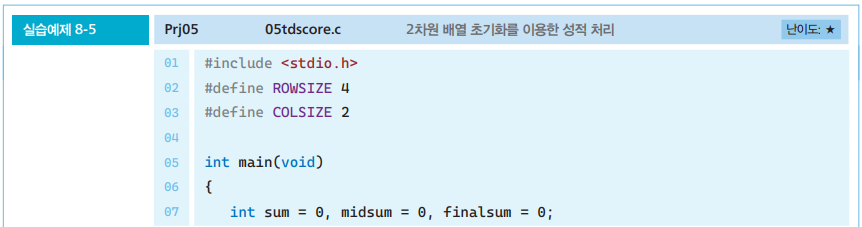 실습예제 8-5 Prj05 05tdscore.c 2차원 배열 초기화를 이용한 성적 처리 난이도: ★
01 #include <stdio.h>
02 #define ROWSIZE 4
03 #define COLSIZE 2
04
05 int main(void)
06 {
07 int sum = 0, midsum = 0, finalsum = 0;